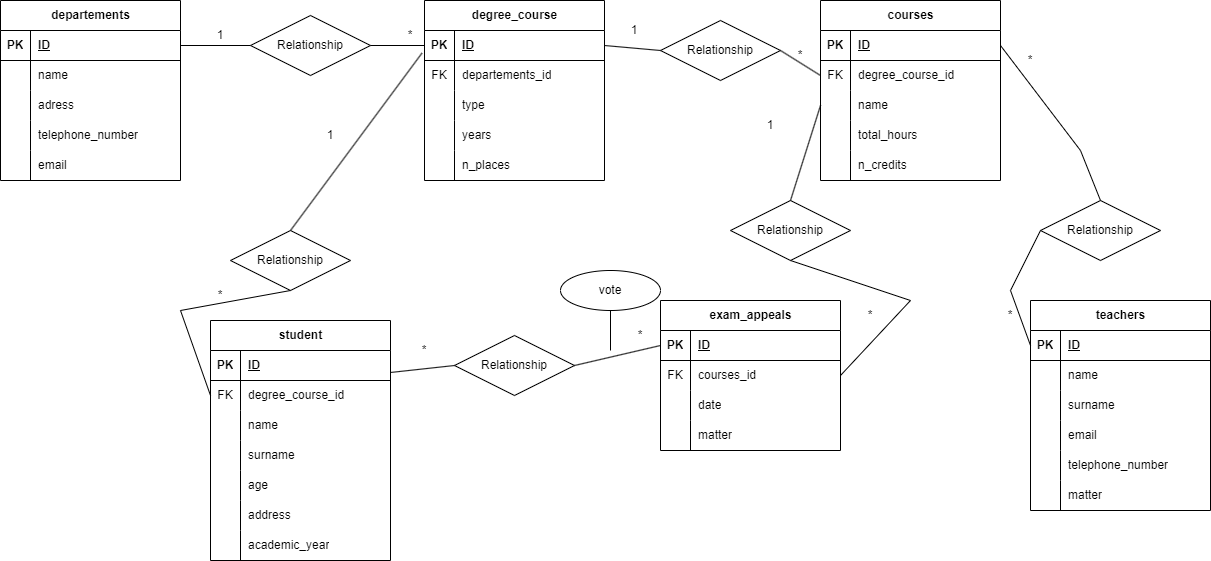 departements
PK ID
name
adress
telephone_number
email
1
Relationship
*
degree_course
PK ID
FK departements_id
type
years
n_places
1
Relationship
*
courses
PK ID
FK degree_course_id
name
total_hours
n_credits
1
Relationship
*
1
Relationship
*
*
Relationship
*
student
PK ID
FK degree_course_id
name
surname
age
address
academic_year
*
Relationship
vote
*
exam_appeals
PK ID
FK courses_id
date
matter
teachers
PK ID
name
surname
email
telephone_number
matter